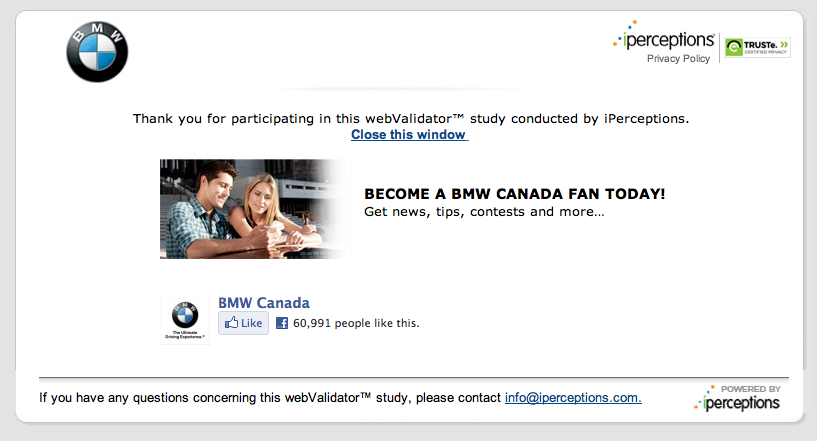 BMW
iperceptions
Privacy Policy
TRUSTe.
CERTIFIED PRIVACY
Thank you for participating in this webValidator™ study conducted by iPerceptions.
Close this window
BECOME A BMW CANADA FAN TODAY!
Get news, tips, contests and more...
BMW Canada
BMW
The Ultimate
Driving Experience.®
Like
60,991 people like this.
If you have any questions concerning this webValidator™ study, please contact info@iperceptions.com.
POWERED BY
iperceptions